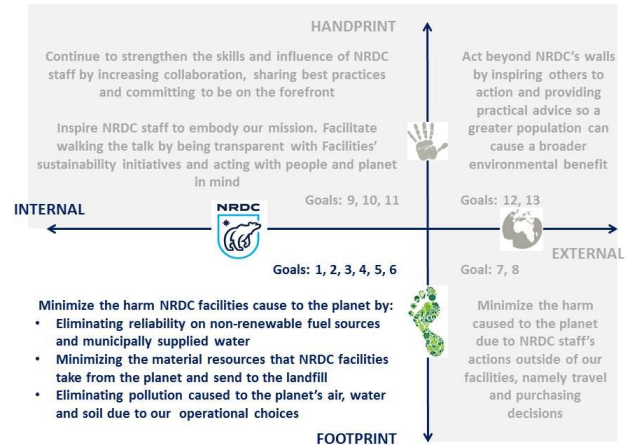 HANDPRINT
Continue to strengthen the skills and influence of NRDC
staff by increasing collaboration, sharing best practices
and committing to be on the forefront
Inspire NRDC staff to embody our mission. Facilitate
walking the talk by being transparent with Facilities'
sustainability initiatives and acting with people and planet
in mind
Goals: 9, 10, 11
Act beyond NRDC's walls
by inspiring others to
action and providing
practical advice so a
greater population can
cause a broader
environmental benefit
Goals: 12, 13
INTERNAL
NRDC
EXTERNAL
Goals: 1, 2, 3, 4, 5, 6
Minimize the harm NRDC facilities cause to the planet by:
• Eliminating reliability on non-renewable fuel sources
and municipally supplied water
• Minimizing the material resources that NRDC facilities
take from the planet and send to the landfill
• Eliminating pollution caused to the planet's air, water
and soil due to our operational choices
Goal: 7, 8
Minimize the harm
caused to the planet
due to NRDC staff's
actions outside of our
facilities, namely travel
and purchasing
decisions
FOOTPRINT